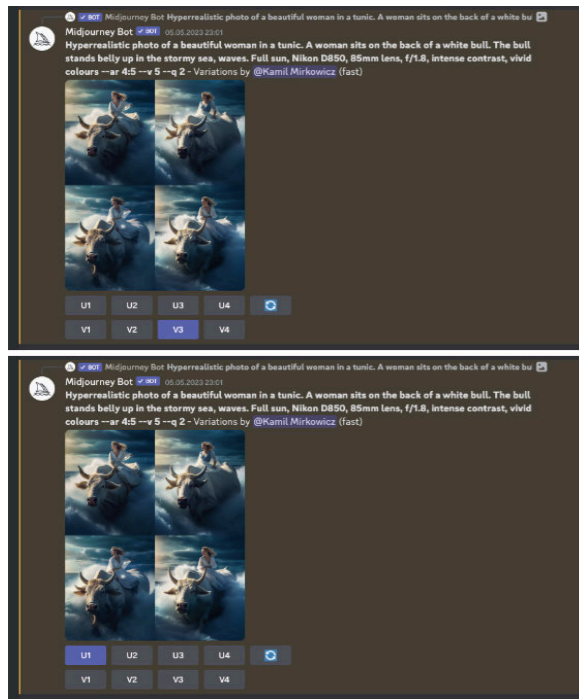 ✓ BOT Midjourney Bot Hyperrealistic photo of a beautiful woman in a tunic. A woman sits on the back of a white bu
Midjourney Bot ✓ BOT 05.05.2023 23:01
Hyperrealistic photo of a beautiful woman in a tunic. A woman sits on the back of a white bull. The bull
stands belly up in the stormy sea, waves. Full sun, Nikon D850, 85mm lens, f/1.8, intense contrast, vivid
colours --ar 4:5 --v 5 --q 2 - Variations by @Kamil Mirkowicz (fast)
U1 U2 U3 U4
V1 V2 V3 V4
✓ BOT Midjourney Bot Hyperrealistic photo of a beautiful woman in a tunic. A woman sits on the back of a white bu
Midjourney Bot ✓ BOT 05.05.2023 23:01
Hyperrealistic photo of a beautiful woman in a tunic. A woman sits on the back of a white bull. The bull
stands belly up in the stormy sea, waves. Full sun, Nikon D850, 85mm lens, f/1.8, intense contrast, vivid
colours --ar 4:5 --v 5 --q 2 - Variations by @Kamil Mirkowicz (fast)
U1 U2 U3 U4
V1 V2 V3 V4